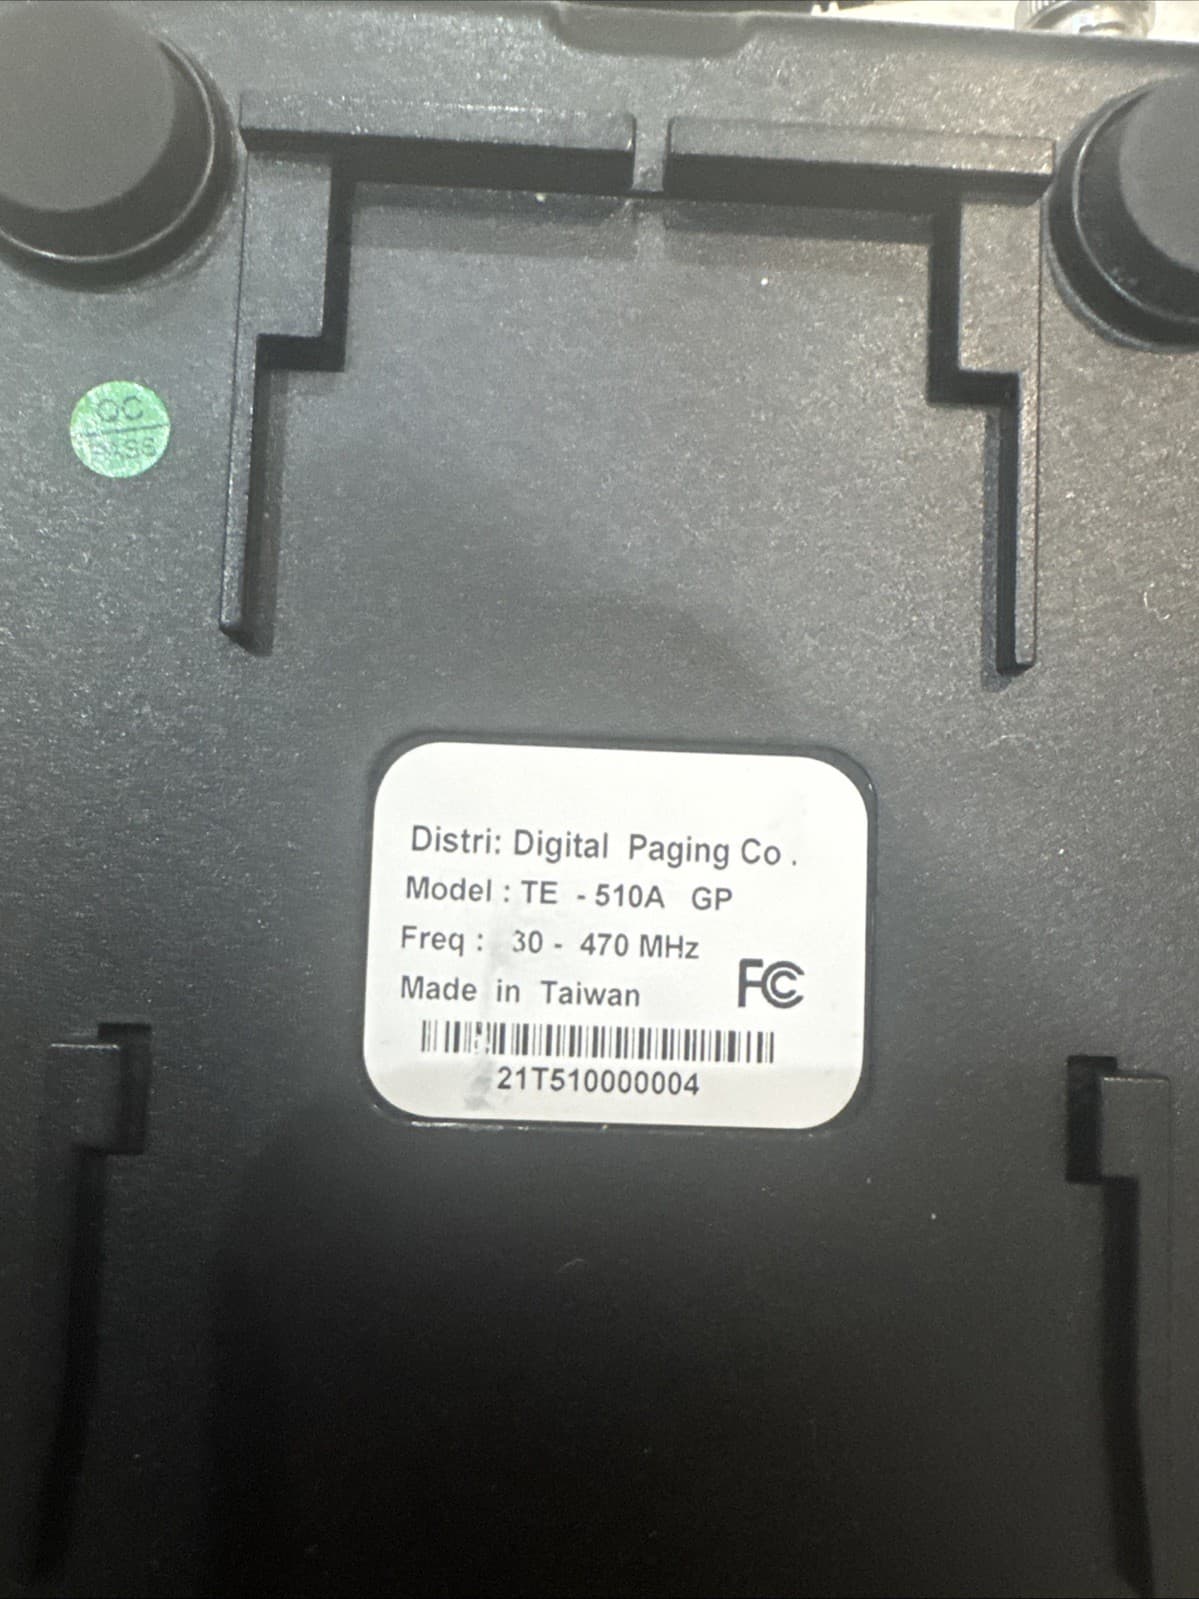 QC
PASS
Distri: Digital Paging Co .
Model : TE - 510A GP
Freq : 30 - 470 MHz
FC
Made in Taiwan
21T510000004